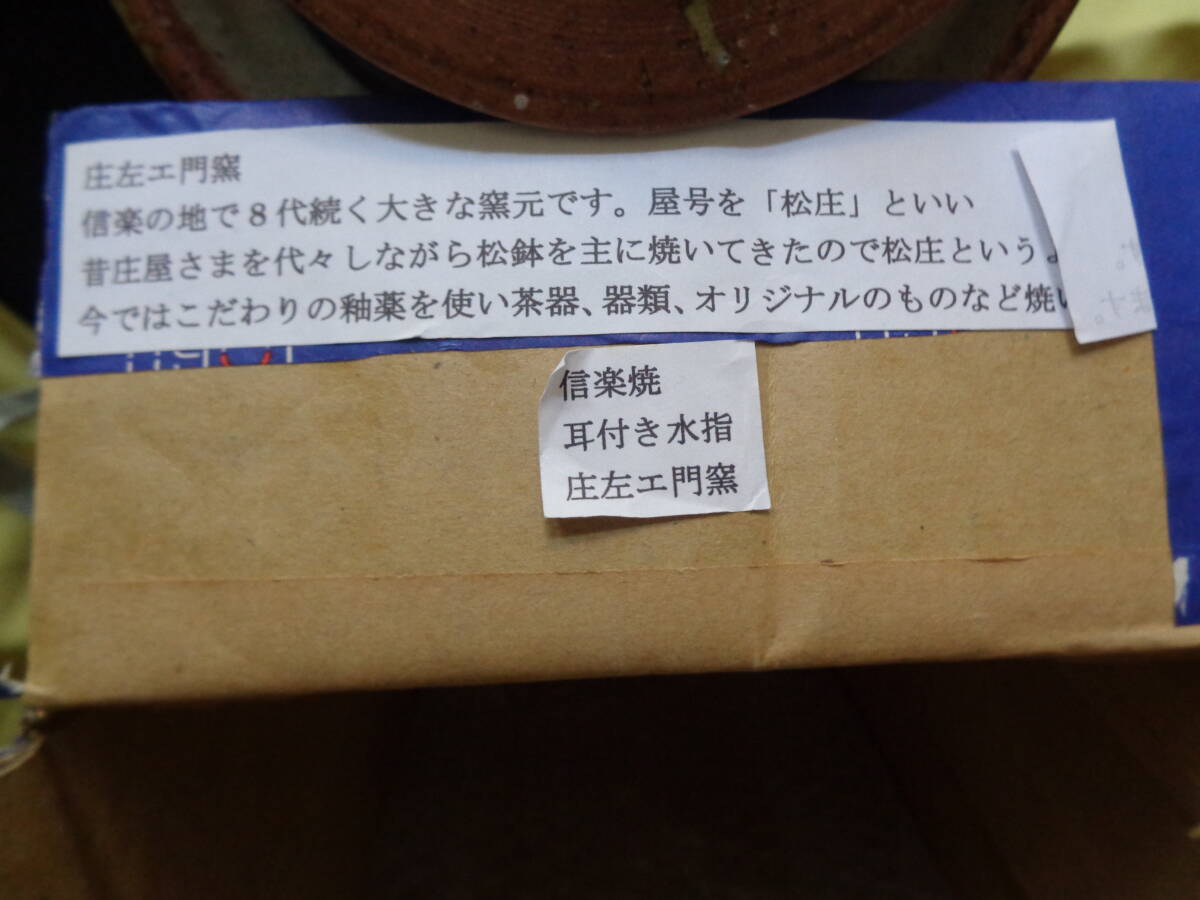 庄左エ門窯
信楽の地で８代続く大きな窯元です。屋号を「松庄」といい
昔庄屋さまを代々しながら松鉢を主に焼いてきたので松庄という
今ではこだわりの釉薬を使い茶器、器類、オリジナルのものなど焼い
す。
信楽焼
耳付き水指
庄左エ門窯